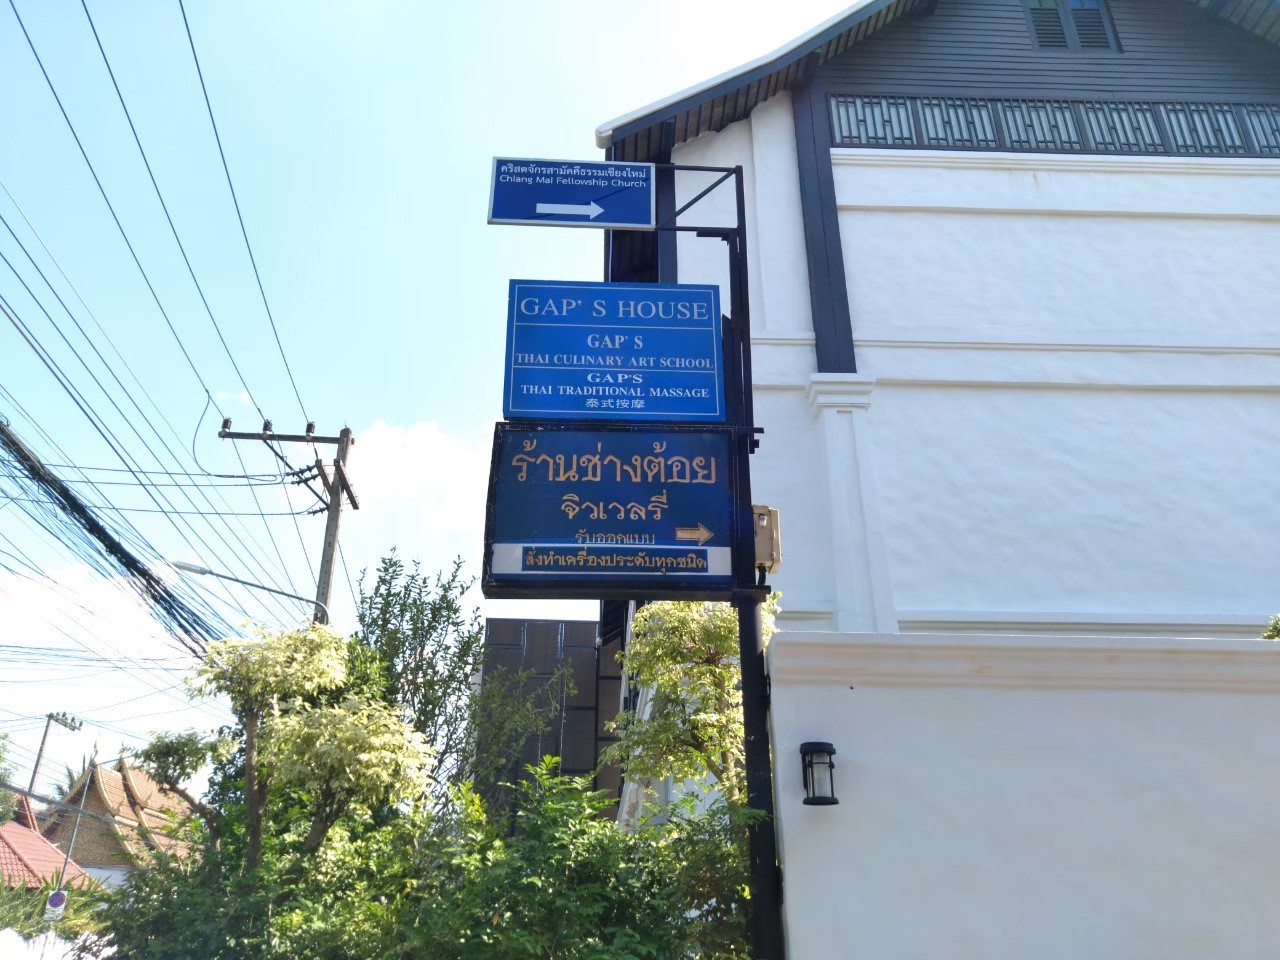 คริสตจักรสามัคคีธรรมเชียงใหม่
Chiang Mai Fellowship Church
GAP' S HOUSE
GAP' S
THAI CULINARY ART SCHOOL
GAP'S
THAI TRADITIONAL MASSAGE
泰式按摩
ร้านช่างต้อย
จิวเวลรี่
รับออกแบบ
สั่งทำเครื่องประดับทุกชนิด